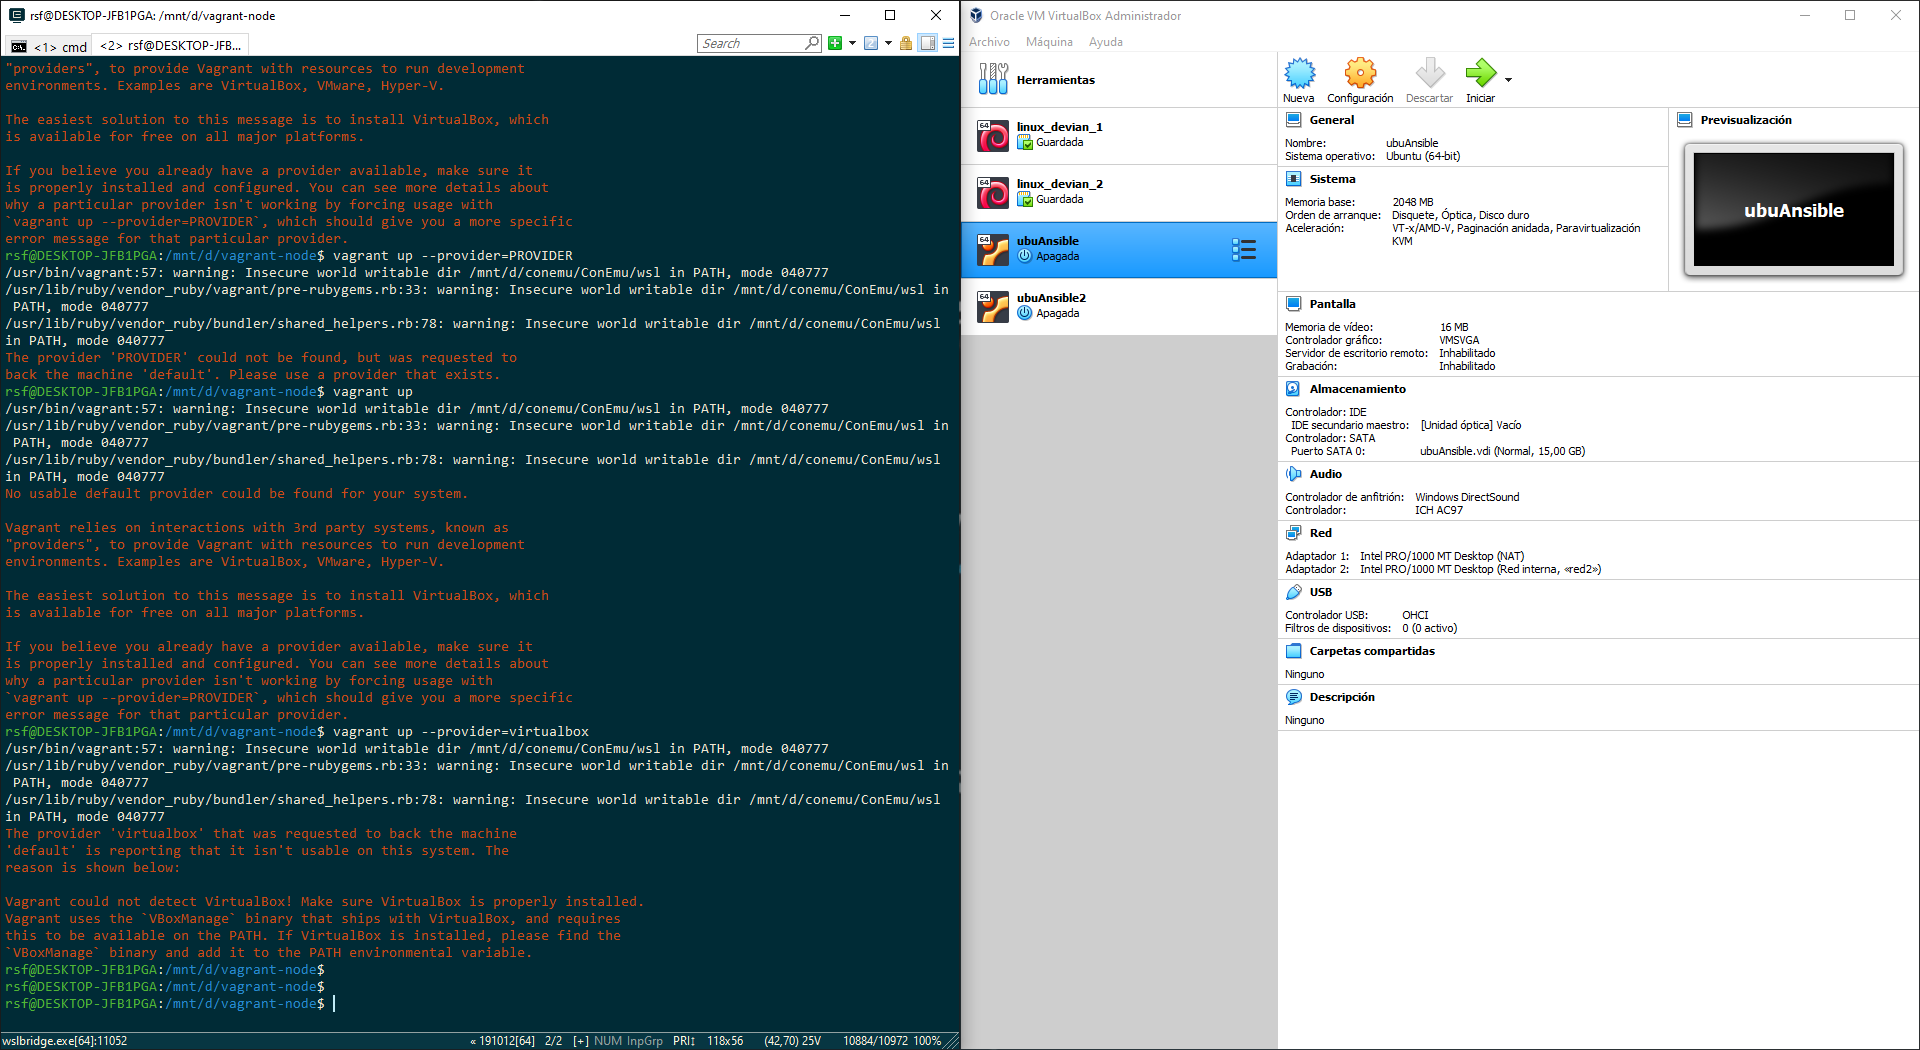 rsf@DESKTOP-JFB1PGA: /mnt/d/vagrant-node
<1> cmd
<2> rsf@DESKTOP-JFB...
Search
"providers", to provide Vagrant with resources to run development
environments. Examples are VirtualBox, VMware, Hyper-V.
The easiest solution to this message is to install VirtualBox, which
is available for free on all major platforms.
If you believe you already have a provider available, make sure it
is properly installed and configured. You can see more details about
why a particular provider isn't working by forcing usage with
`vagrant up --provider=PROVIDER`, which should give you a more specific
error message for that particular provider.
rsf@DESKTOP-JFB1PGA:/mnt/d/vagrant-node$ vagrant up --provider=PROVIDER
/usr/bin/vagrant:57: warning: Insecure world writable dir /mnt/d/conemu/ConEmu/wsl in PATH, mode 040777
/usr/lib/ruby/vendor_ruby/vagrant/pre-rubygems.rb:33: warning: Insecure world writable dir /mnt/d/conemu/ConEmu/wsl in
PATH, mode 040777
/usr/lib/ruby/vendor_ruby/bundler/shared_helpers.rb:78: warning: Insecure world writable dir /mnt/d/conemu/ConEmu/wsl
in PATH, mode 040777
The provider 'PROVIDER' could not be found, but was requested to
back the machine 'default'. Please use a provider that exists.
rsf@DESKTOP-JFB1PGA:/mnt/d/vagrant-node$ vagrant up
/usr/bin/vagrant:57: warning: Insecure world writable dir /mnt/d/conemu/ConEmu/wsl in PATH, mode 040777
/usr/lib/ruby/vendor_ruby/vagrant/pre-rubygems.rb:33: warning: Insecure world writable dir /mnt/d/conemu/ConEmu/wsl in
PATH, mode 040777
/usr/lib/ruby/vendor_ruby/bundler/shared_helpers.rb:78: warning: Insecure world writable dir /mnt/d/conemu/ConEmu/wsl
in PATH, mode 040777
No usable default provider could be found for your system.
Vagrant relies on interactions with 3rd party systems, known as
"providers", to provide Vagrant with resources to run development
environments. Examples are VirtualBox, VMware, Hyper-V.
The easiest solution to this message is to install VirtualBox, which
is available for free on all major platforms.
If you believe you already have a provider available, make sure it
is properly installed and configured. You can see more details about
why a particular provider isn't working by forcing usage with
`vagrant up --provider=PROVIDER`, which should give you a more specific
error message for that particular provider.
rsf@DESKTOP-JFB1PGA:/mnt/d/vagrant-node$ vagrant up --provider=virtualbox
/usr/bin/vagrant:57: warning: Insecure world writable dir /mnt/d/conemu/ConEmu/wsl in PATH, mode 040777
/usr/lib/ruby/vendor_ruby/vagrant/pre-rubygems.rb:33: warning: Insecure world writable dir /mnt/d/conemu/ConEmu/wsl in
PATH, mode 040777
/usr/lib/ruby/vendor_ruby/bundler/shared_helpers.rb:78: warning: Insecure world writable dir /mnt/d/conemu/ConEmu/wsl
in PATH, mode 040777
The provider 'virtualbox' that was requested to back the machine
'default' is reporting that it isn't usable on this system. The
reason is shown below:
Vagrant could not detect VirtualBox! Make sure VirtualBox is properly installed.
Vagrant uses the `VBoxManage` binary that ships with VirtualBox, and requires
this to be available on the PATH. If VirtualBox is installed, please find the
`VBoxManage` binary and add it to the PATH environmental variable.
rsf@DESKTOP-JFB1PGA:/mnt/d/vagrant-node$
rsf@DESKTOP-JFB1PGA:/mnt/d/vagrant-node$
rsf@DESKTOP-JFB1PGA:/mnt/d/vagrant-node$
wslbridge.exe[64]:11052
« 191012[64] 2/2 [+] NUM InpGrp PRI↕ 118x56 (42,70) 25V 10884/10972 100%
Oracle VM VirtualBox Administrador
Archivo Máquina Ayuda
Herramientas
64 linux_devian_1
Guardada
64 linux_devian_2
Guardada
64 ubuAnsible
Apagada
64 ubuAnsible2
Apagada
Nueva Configuración Descartar Iniciar
General
Nombre: ubuAnsible
Sistema operativo: Ubuntu (64-bit)
Sistema
Memoria base: 2048 MB
Orden de arranque: Disquete, Óptica, Disco duro
Aceleración: VT-x/AMD-V, Paginación anidada, Paravirtualización
KVM
Previsualización
ubuAnsible
Pantalla
Memoria de vídeo: 16 MB
Controlador gráfico: VMSVGA
Servidor de escritorio remoto: Inhabilitado
Grabación: Inhabilitado
Almacenamiento
Controlador: IDE
IDE secundario maestro: [Unidad óptica] Vacío
Controlador: SATA
Puerto SATA 0: ubuAnsible.vdi (Normal, 15,00 GB)
Audio
Controlador de anfitrión: Windows DirectSound
Controlador: ICH AC97
Red
Adaptador 1: Intel PRO/1000 MT Desktop (NAT)
Adaptador 2: Intel PRO/1000 MT Desktop (Red interna, «red2»)
USB
Controlador USB: OHCI
Filtros de dispositivos: 0 (0 activo)
Carpetas compartidas
Ninguno
Descripción
Ninguno